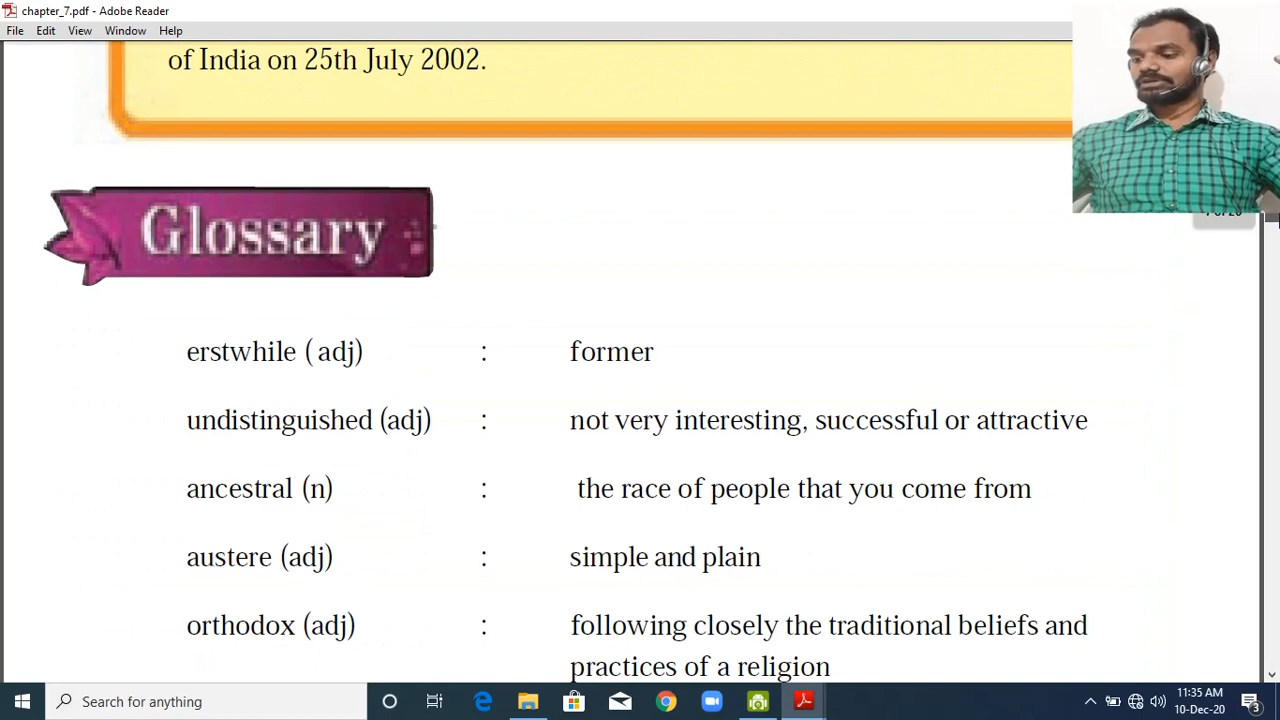 chapter_7.pdf - Adobe Reader
File Edit View Window Help
of India on 25th July 2002.
Glossary
erstwhile ( adj) : former
undistinguished (adj) : not very interesting, successful or attractive
ancestral (n) : the race of people that you come from
austere (adj) : simple and plain
orthodox (adj) : following closely the traditional beliefs and
practices of a religion
Search for anything
11:35 AM
10-Dec-20
3